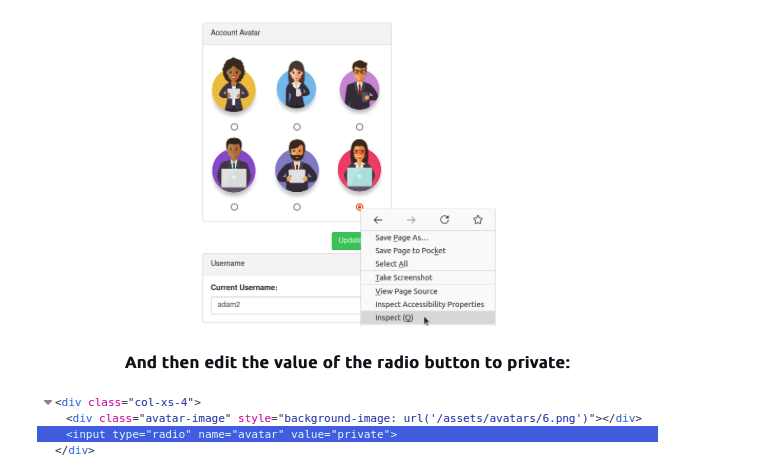 Account Avatar
Save Page As...
Save Page to Pocket
Select All
Take Screenshot
View Page Source
Inspect Accessibility Properties
Inspect (Q)
Username
Current Username:
adam2
And then edit the value of the radio button to private:
<div class="col-xs-4">
<div class="avatar-image" style="background-image: url('/assets/avatars/6.png')"></div>
<input type="radio" name="avatar" value="private">
</div>